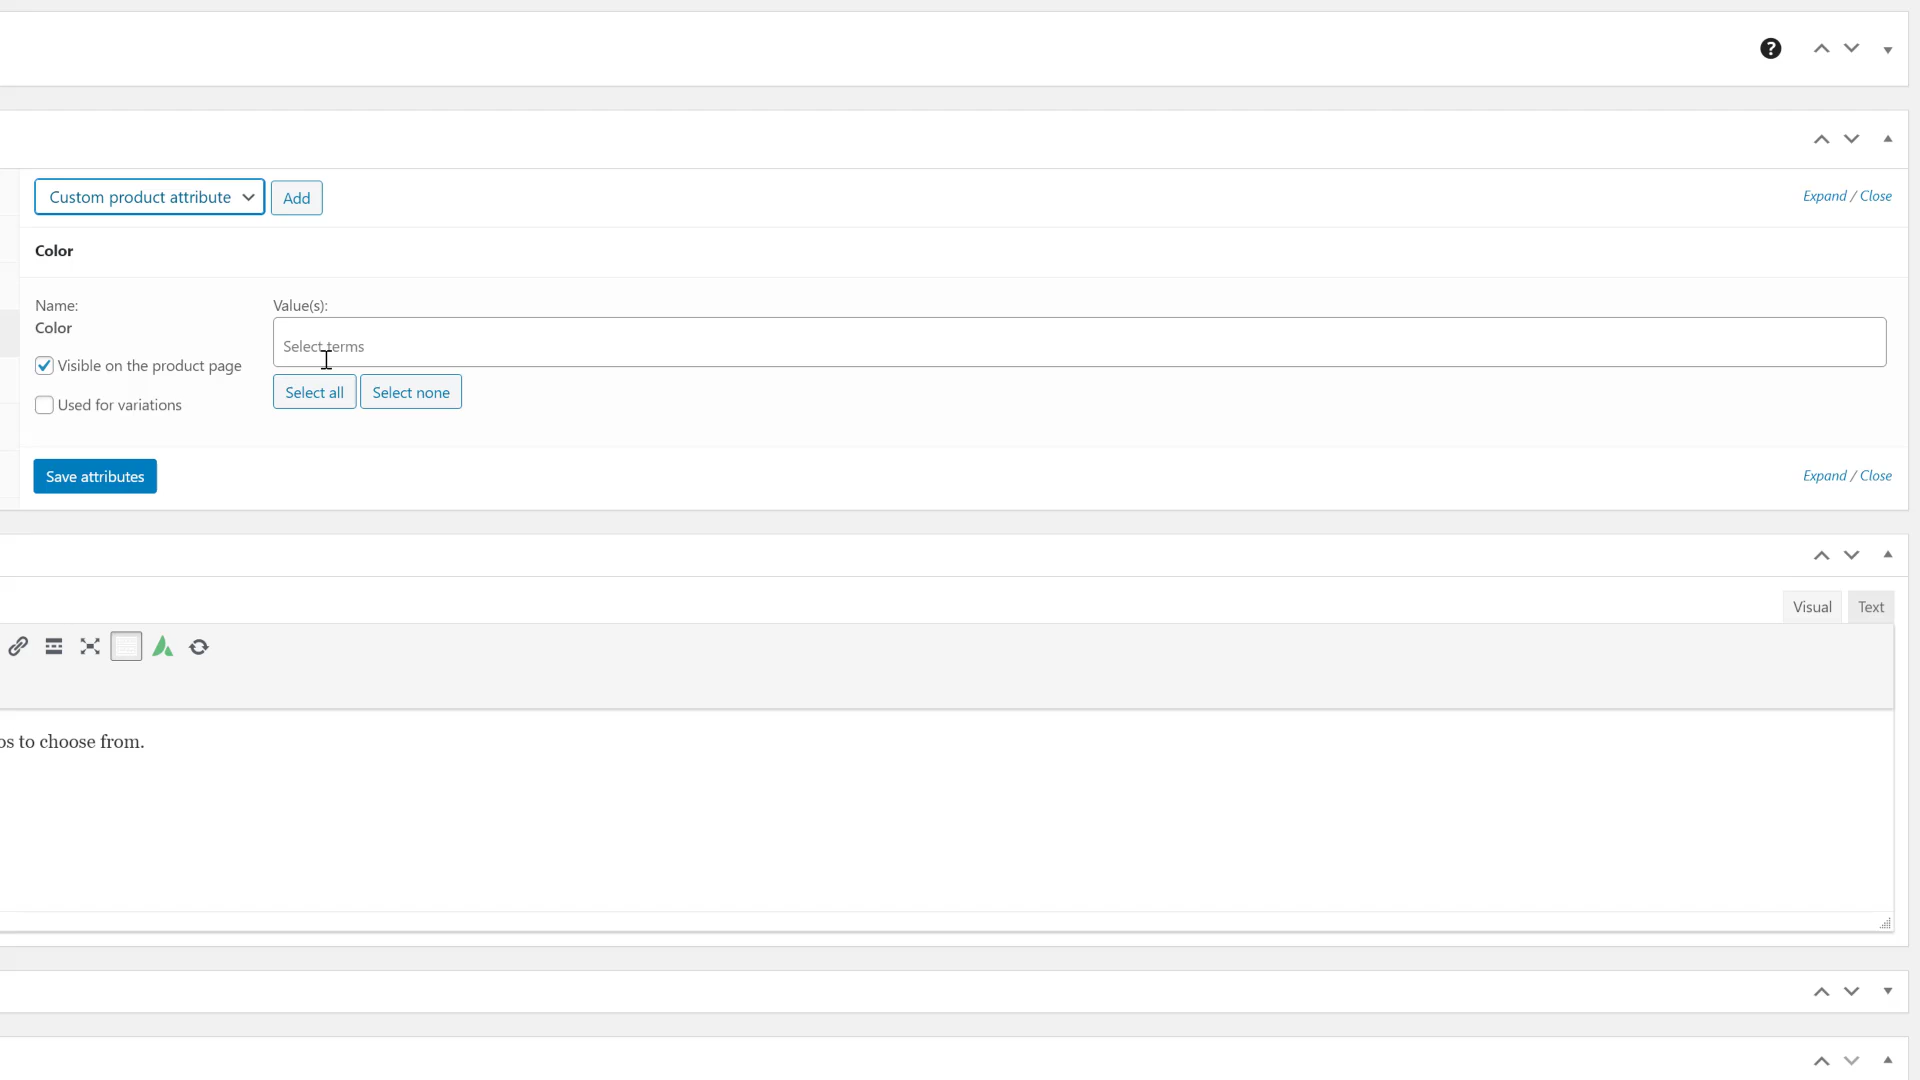 Custom product attribute
Add
Expand / Close
Color
Name:
Value(s):
Color
Select terms
Visible on the product page
Select all
Select none
Used for variations
Save attributes
Expand / Close
Visual
Text
to choose from.